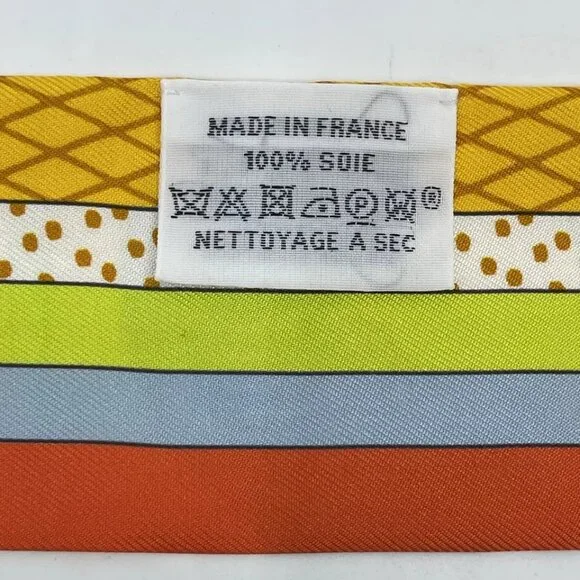 MADE IN FRANCE
100% SOIE
P ®
NETTOYAGE A SEC